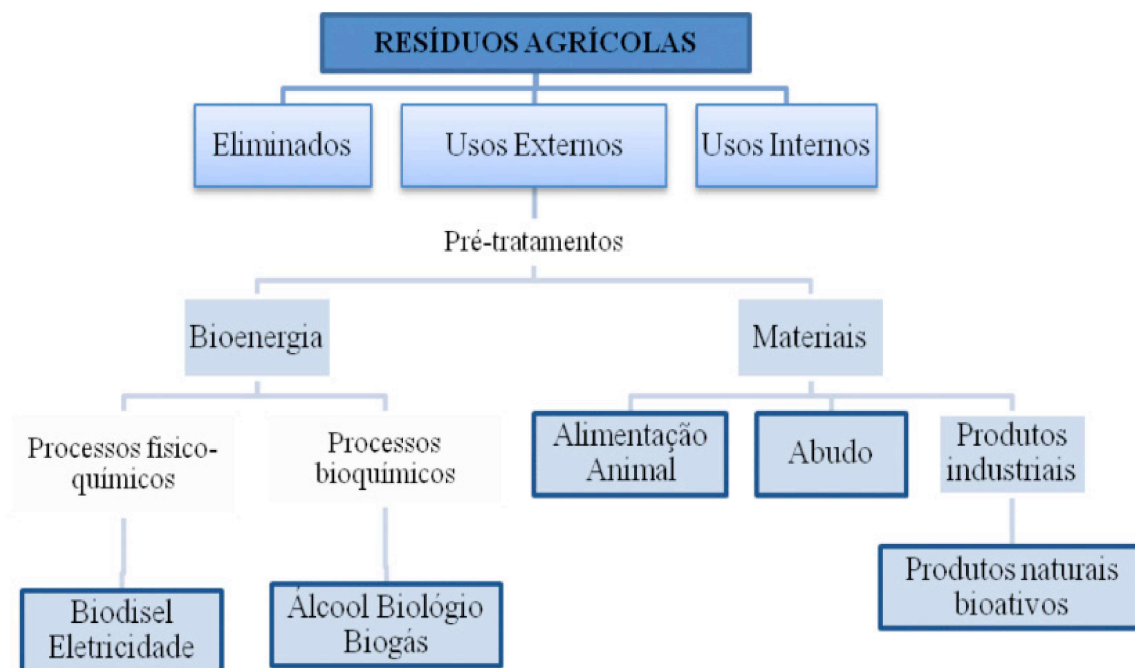 RESÍDUOS AGRÍCOLAS
Eliminados
Usos Externos
Usos Internos
Pré-tratamentos
Bioenergia
Materiais
Processos físico-
químicos
Processos
bioquímicos
Alimentação
Animal
Abudo
Produtos
industriais
Biodisel
Eletricidade
Álcool Biológio
Biogás
Produtos naturais
bioativos